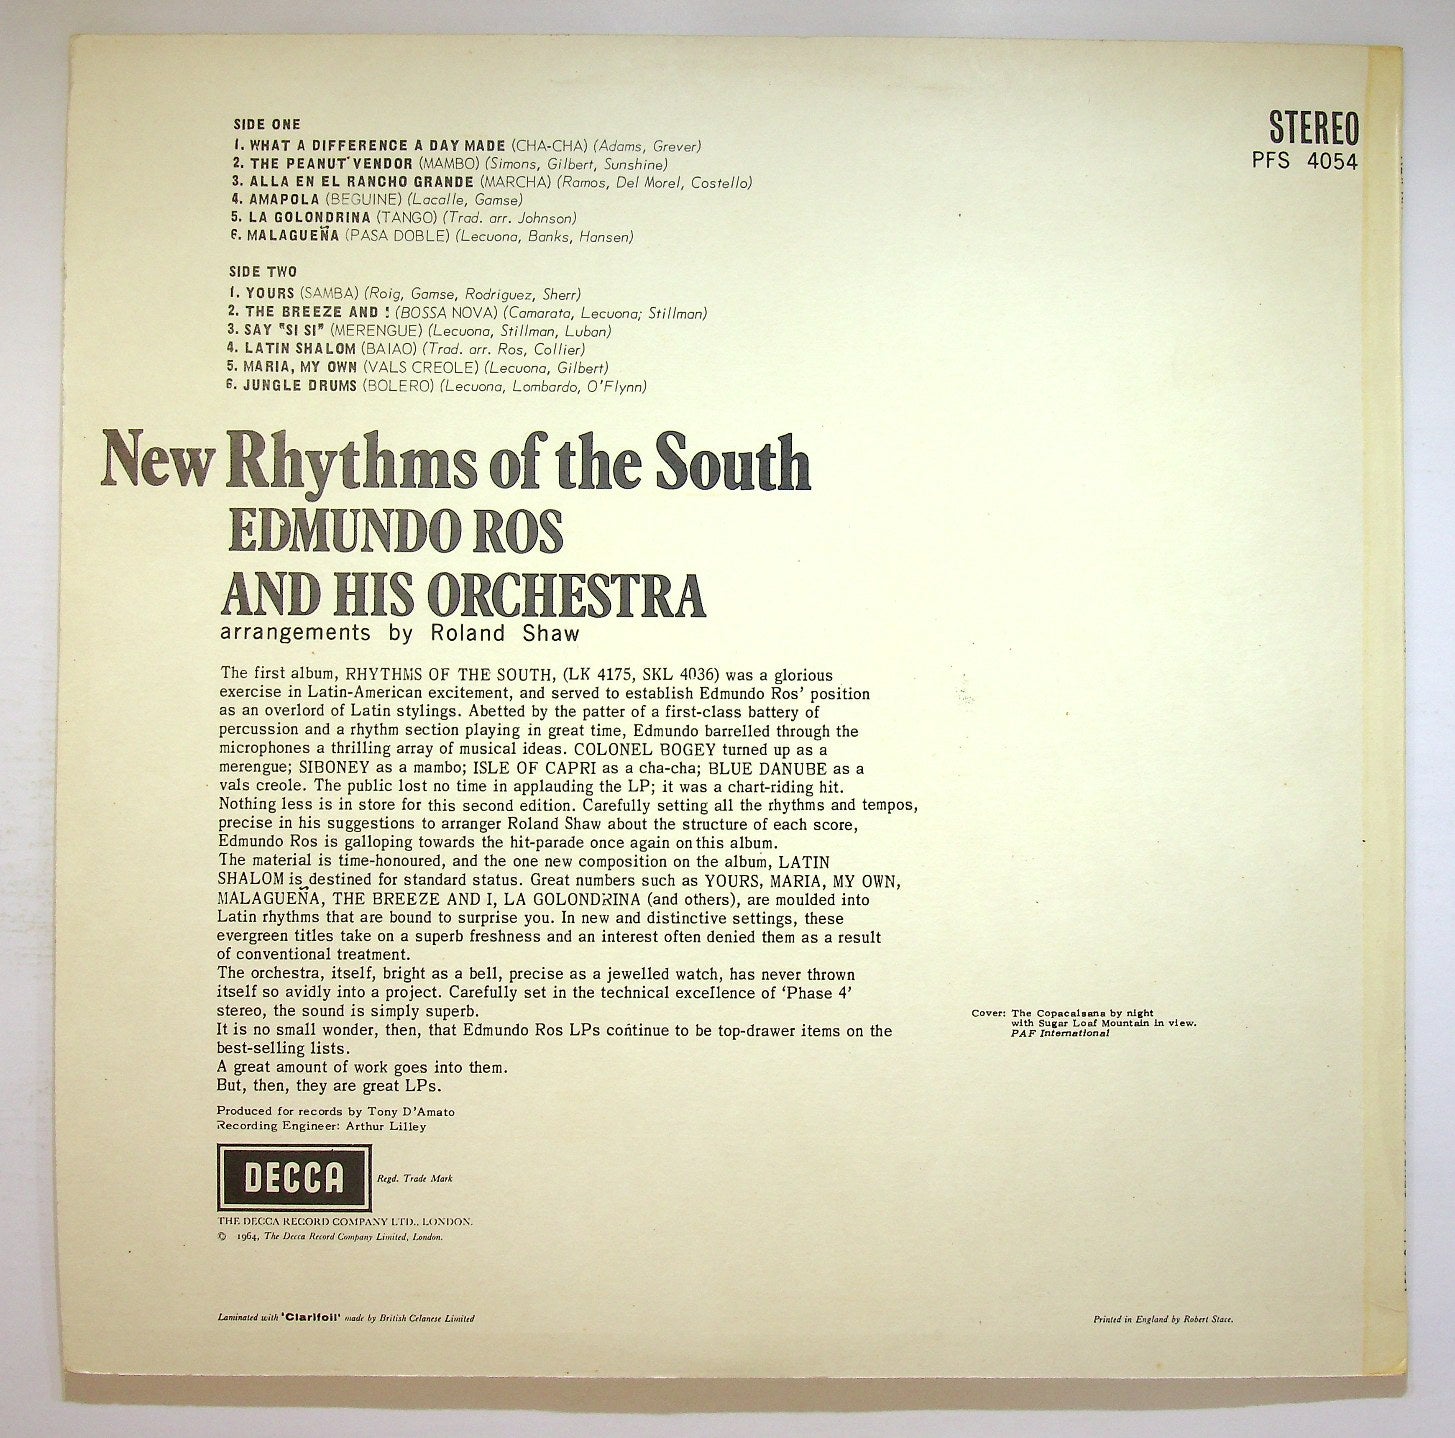 SIDE ONE
1. WHAT A DIFFERENCE A DAY MADE (CHA-CHA) (Adams, Grever)
2. THE PEANUT VENDOR (MAMBO) (Simons, Gilbert, Sunshine)
3. ALLA EN EL RANCHO GRANDE (MARCHA) (Ramos, Del Morel, Costello)
4. AMAPOLA (BEGUINE) (Lacalle, Gamse)
5. LA GOLONDRINA (TANGO) (Trad. arr. Johnson)
6. MALAGUEÑA (PASA DOBLE) (Lecuona, Banks, Hansen)
SIDE TWO
1. YOURS (SAMBA) (Roig, Gamse, Rodriguez, Sherr)
2. THE BREEZE AND I (BOSSA NOVA) (Camarata, Lecuona; Stillman)
3. SAY "SI SI" (MERENGUE) (Lecuona, Stillman, Luban)
4. LATIN SHALOM (BAIAO) (Trad. arr. Ros, Collier)
5. MARIA, MY OWN (VALS CREOLE) (Lecuona, Gilbert)
6. JUNGLE DRUMS (BOLERO) (Lecuona, Lombardo, O'Flynn)
STEREO
PFS 4054
New Rhythms of the South
EDMUNDO ROS
AND HIS ORCHESTRA
arrangements by Roland Shaw
The first album, RHYTHMS OF THE SOUTH, (LK 4175, SKL 4036) was a glorious
exercise in Latin-American excitement, and served to establish Edmundo Ros' position
as an overlord of Latin stylings. Abetted by the patter of a first-class battery of
percussion and a rhythm section playing in great time, Edmundo barrelled through the
microphones a thrilling array of musical ideas. COLONEL BOGEY turned up as a
merengue; SIBONEY as a mambo; ISLE OF CAPRI as a cha-cha; BLUE DANUBE as a
vals creole. The public lost no time in applauding the LP; it was a chart-riding hit.
Nothing less is in store for this second edition. Carefully setting all the rhythms and tempos,
precise in his suggestions to arranger Roland Shaw about the structure of each score,
Edmundo Ros is galloping towards the hit-parade once again on this album.
The material is time-honoured, and the one new composition on the album, LATIN
SHALOM is destined for standard status. Great numbers such as YOURS, MARIA, MY OWN,
MALAGUEÑA, THE BREEZE AND I, LA GOLONDRINA (and others), are moulded into
Latin rhythms that are bound to surprise you. In new and distinctive settings, these
evergreen titles take on a superb freshness and an interest often denied them as a result
of conventional treatment.
The orchestra, itself, bright as a bell, precise as a jewelled watch, has never thrown
itself so avidly into a project. Carefully set in the technical excellence of 'Phase 4'
stereo, the sound is simply superb.
It is no small wonder, then, that Edmundo Ros LPs continue to be top-drawer items on the
best-selling lists.
A great amount of work goes into them.
But, then, they are great LPs.
Cover: The Copacalsana by night
with Sugar Loaf Mountain in view.
PAF International
Produced for records by Tony D'Amato
Recording Engineer: Arthur Lilley
DECCA
Regd. Trade Mark
THE DECCA RECORD COMPANY LTD., LONDON.
© 1964, The Decca Record Company Limited, London.
Laminated with 'Clarifoil' made by British Celanese Limited
Printed in England by Robert Stace.